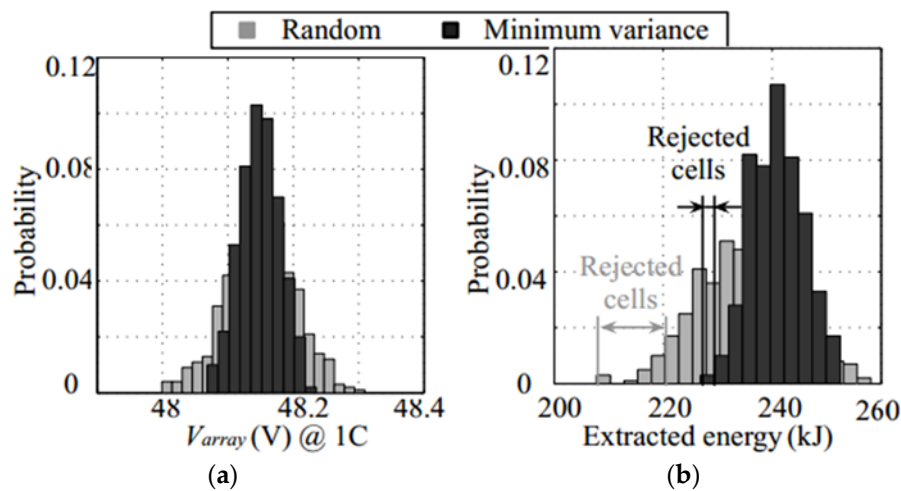 Random Minimum variance
0.12
0.08
0.04
0
Probability
48 48.2 48.4
Varray (V) @ 1C
(a)
0.12
0.08
0.04
0
Probability
Rejected
cells
Rejected
cells
200 220 240 260
Extracted energy (kJ)
(b)